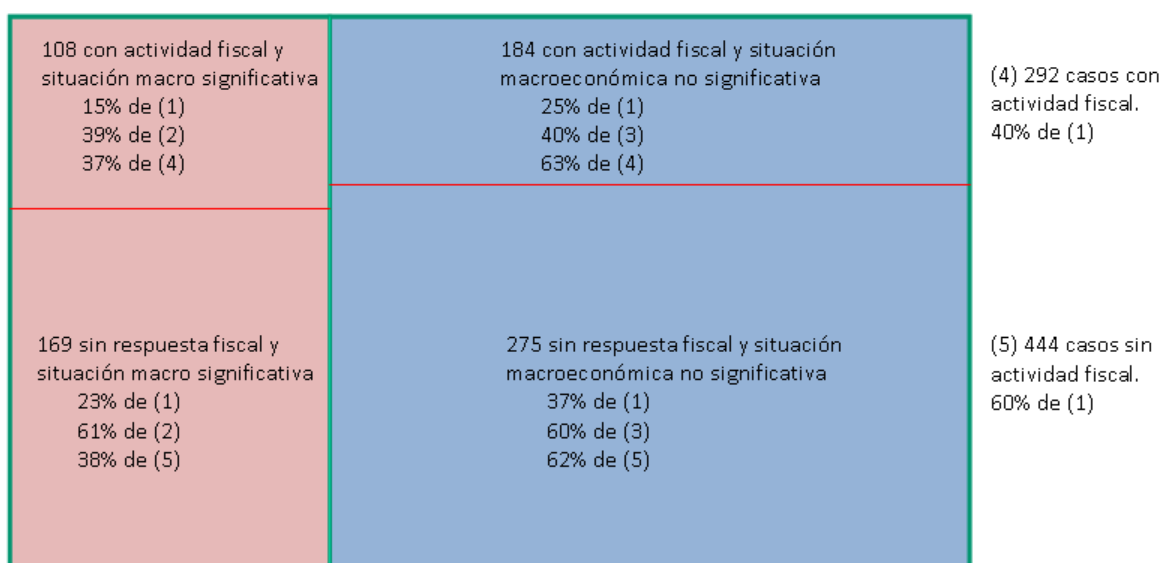 108 con actividad fiscal y
situación macro significativa
15% de (1)
39% de (2)
37% de (4)
184 con actividad fiscal y situación
macroeconómica no significativa
25% de (1)
40% de (3)
63% de (4)
(4) 292 casos con
actividad fiscal.
40% de (1)
169 sin respuesta fiscal y
situación macro significativa
23% de (1)
61% de (2)
38% de (5)
275 sin respuesta fiscal y situación
macroeconómica no significativa
37% de (1)
60% de (3)
62% de (5)
(5) 444 casos sin
actividad fiscal.
60% de (1)